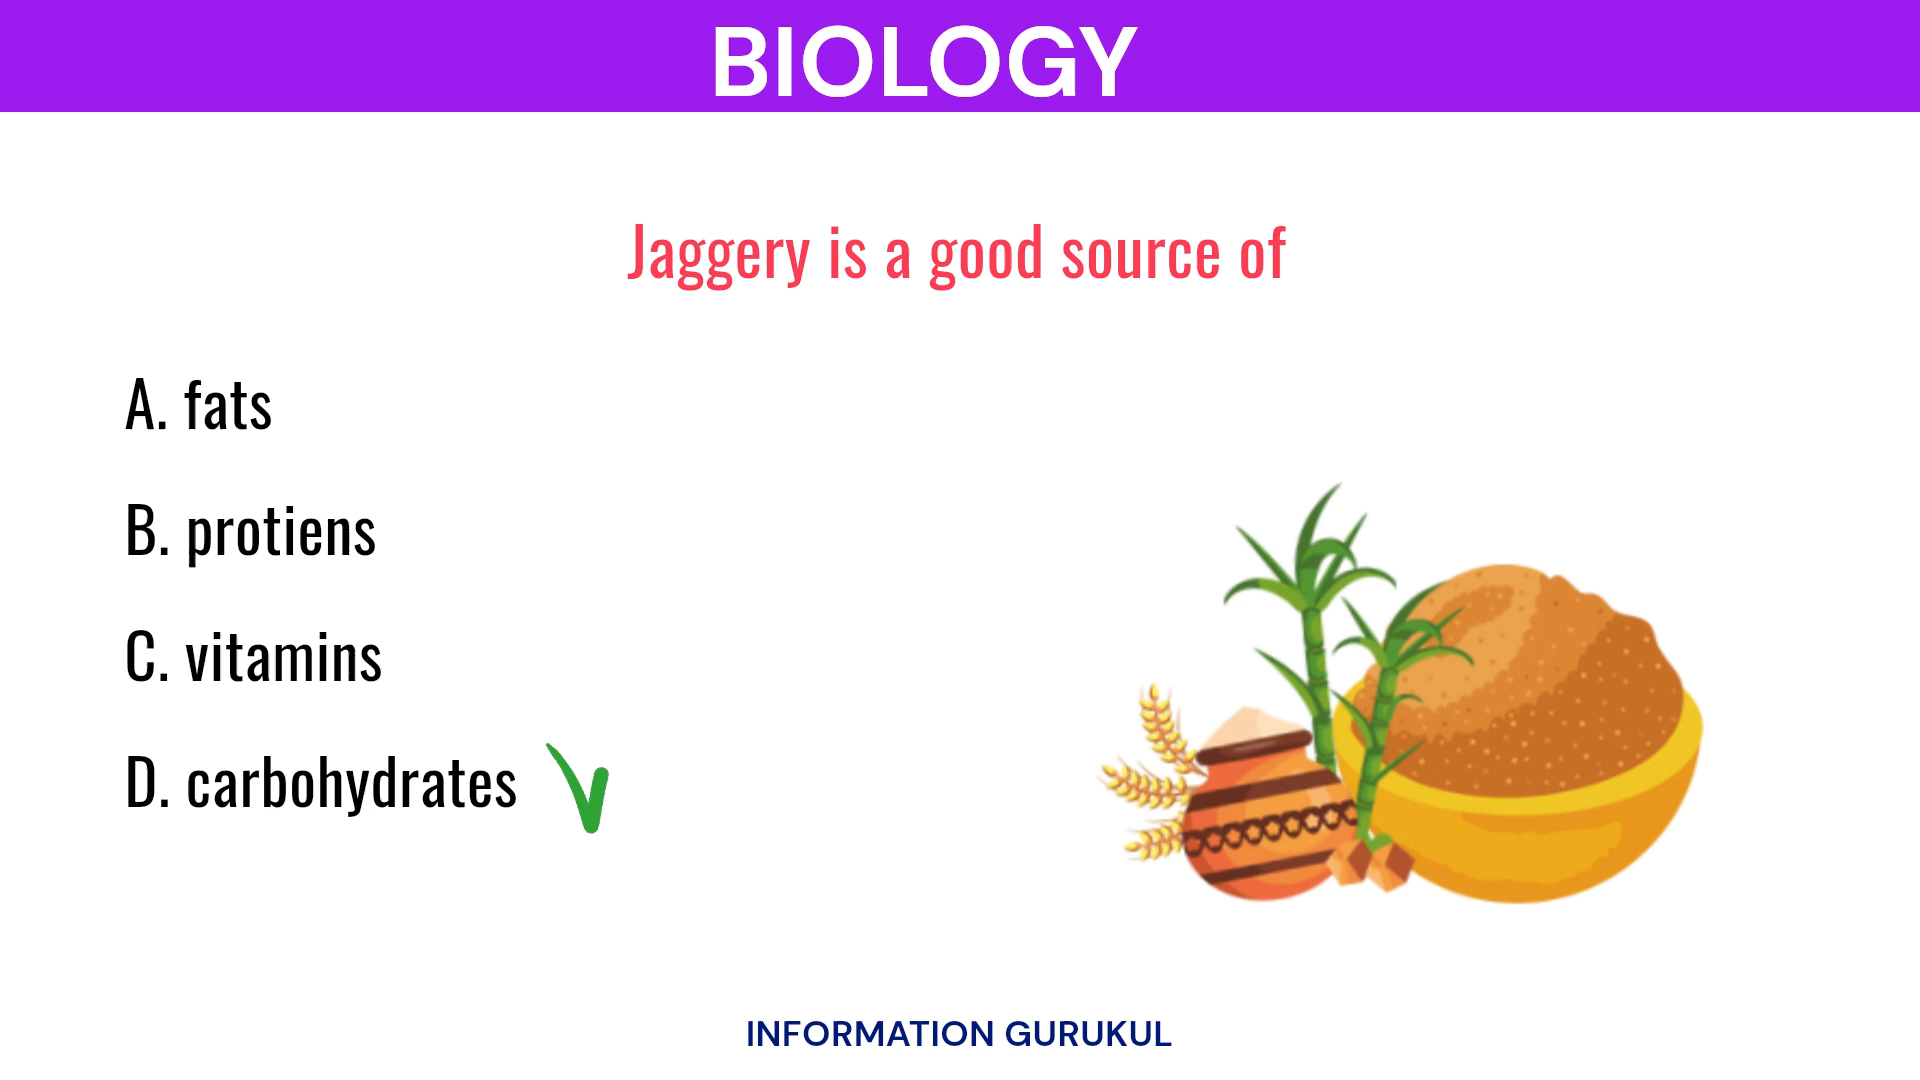 BIOLOGY
Jaggery is a good source of
A. fats
B. protiens
C. vitamins
D. carbohydrates
INFORMATION GURUKUL